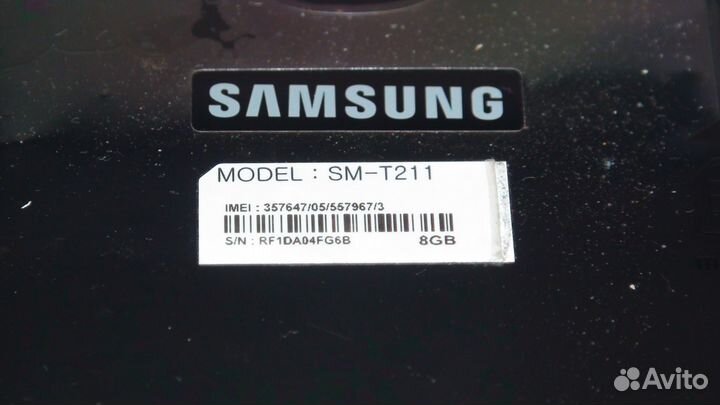 SAMSUNG
MODEL : SM-T211
IMEI : 357647/05/557967/3
S/N : RF1DA04FG6B 8GB
Avito